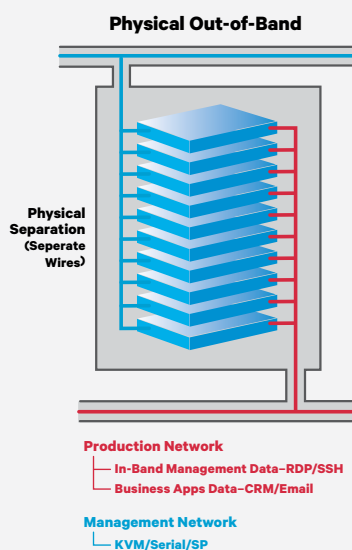 Physical Out-of-Band
Physical
Separation
(Seperate
Wires)
Production Network
In-Band Management Data–RDP/SSH
Business Apps Data–CRM/Email
Management Network
KVM/Serial/SP